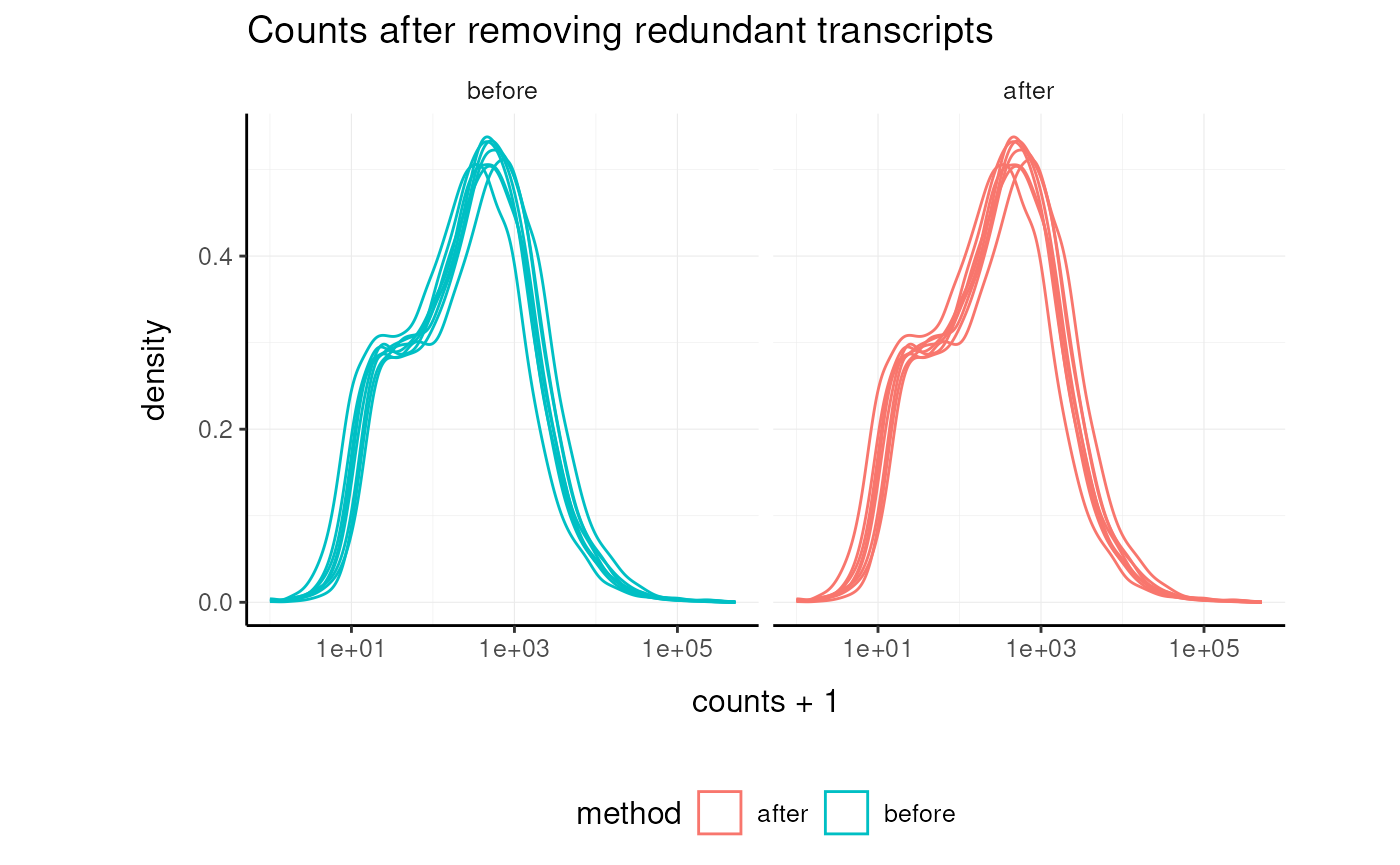 Counts after removing redundant transcripts
before after
density
0.4
0.2
0.0
1e+01 1e+03 1e+05 1e+01 1e+03 1e+05
counts + 1
method after before